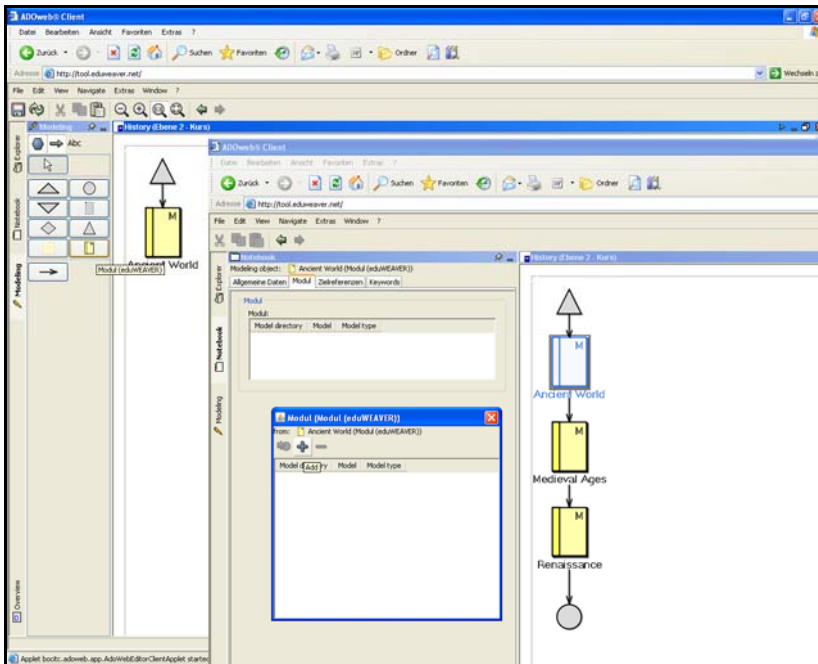 ADOweb® Client
Datei Bearbeiten Ansicht Favoriten Extras ?
Zurück Suchen Favoriten Ordner
Adresse http://tool.eduweaver.net/ Wechseln z
File Edit View Navigate Extras Window ?
Modeling
History (Ebene 2 - Kurs)
Abc
Explorer
Notebook
Modeling
Overview
Modul (eduWEAVER)
M
Ancient World
Applet boitc.adoweb.app.AdoWebEditorClientApplet started
ADOweb® Client
Datei Bearbeiten Ansicht Favoriten Extras ?
Zurück Suchen Favoriten Ordner
Adresse http://tool.eduweaver.net/
File Edit View Navigate Extras Window ?
Explorer
Notebook
Modeling
Notebook
Modeling object: Ancient World (Modul (eduWEAVER))
Allgemeine Daten Modul Zielreferenzen Keywords
Modul
Modul:
Model directory Model Model type
Modul (Modul (eduWEAVER))
From: Ancient World (Modul (eduWEAVER))
Add
Model Model type
History (Ebene 2 - Kurs)
M
Ancient World
M
Medieval Ages
M
Renaissance